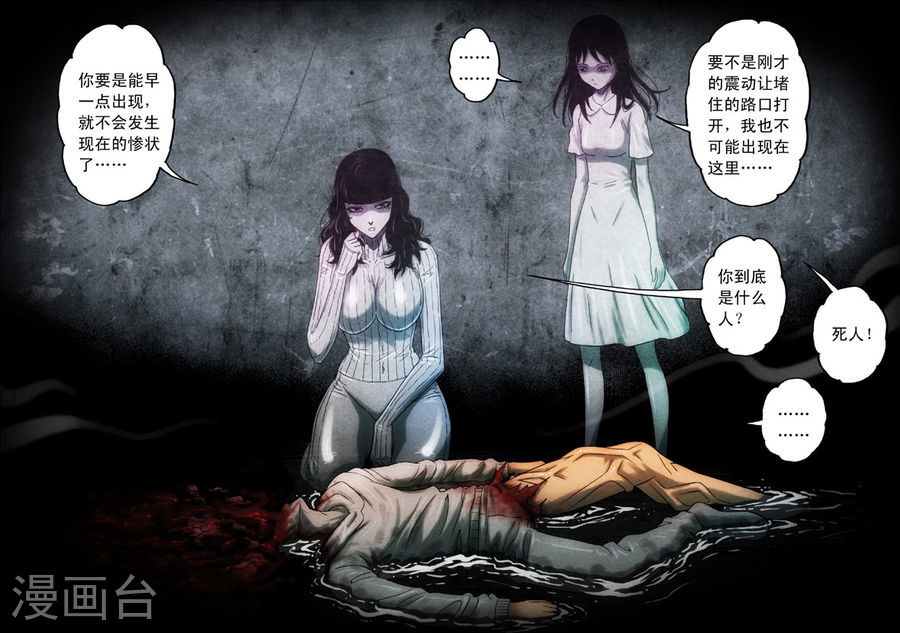 你要是能早
一点出现，
就不会发生
现在的惨状
了……
……
……
要不是刚才
的震动让堵
住的路口打
开，我也不
可能出现在
这里……
你到底
是什么
人？
死人！
……
……
漫画台